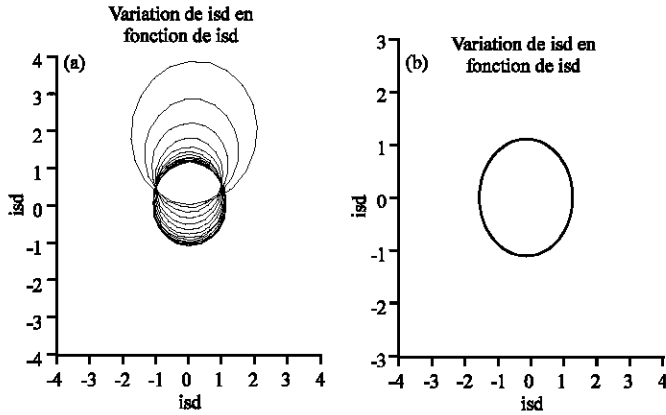 Variation de isd en
fonction de isd
(a)
4
3
2
1
0
-1
-2
-3
-4
isd
-4 -3 -2 -1 0 1 2 3 4
isd
Variation de isd en
fonction de isd
(b)
3
2
1
0
-1
-2
-3
isd
-4 -3 -2 -1 0 1 2 3 4
isd